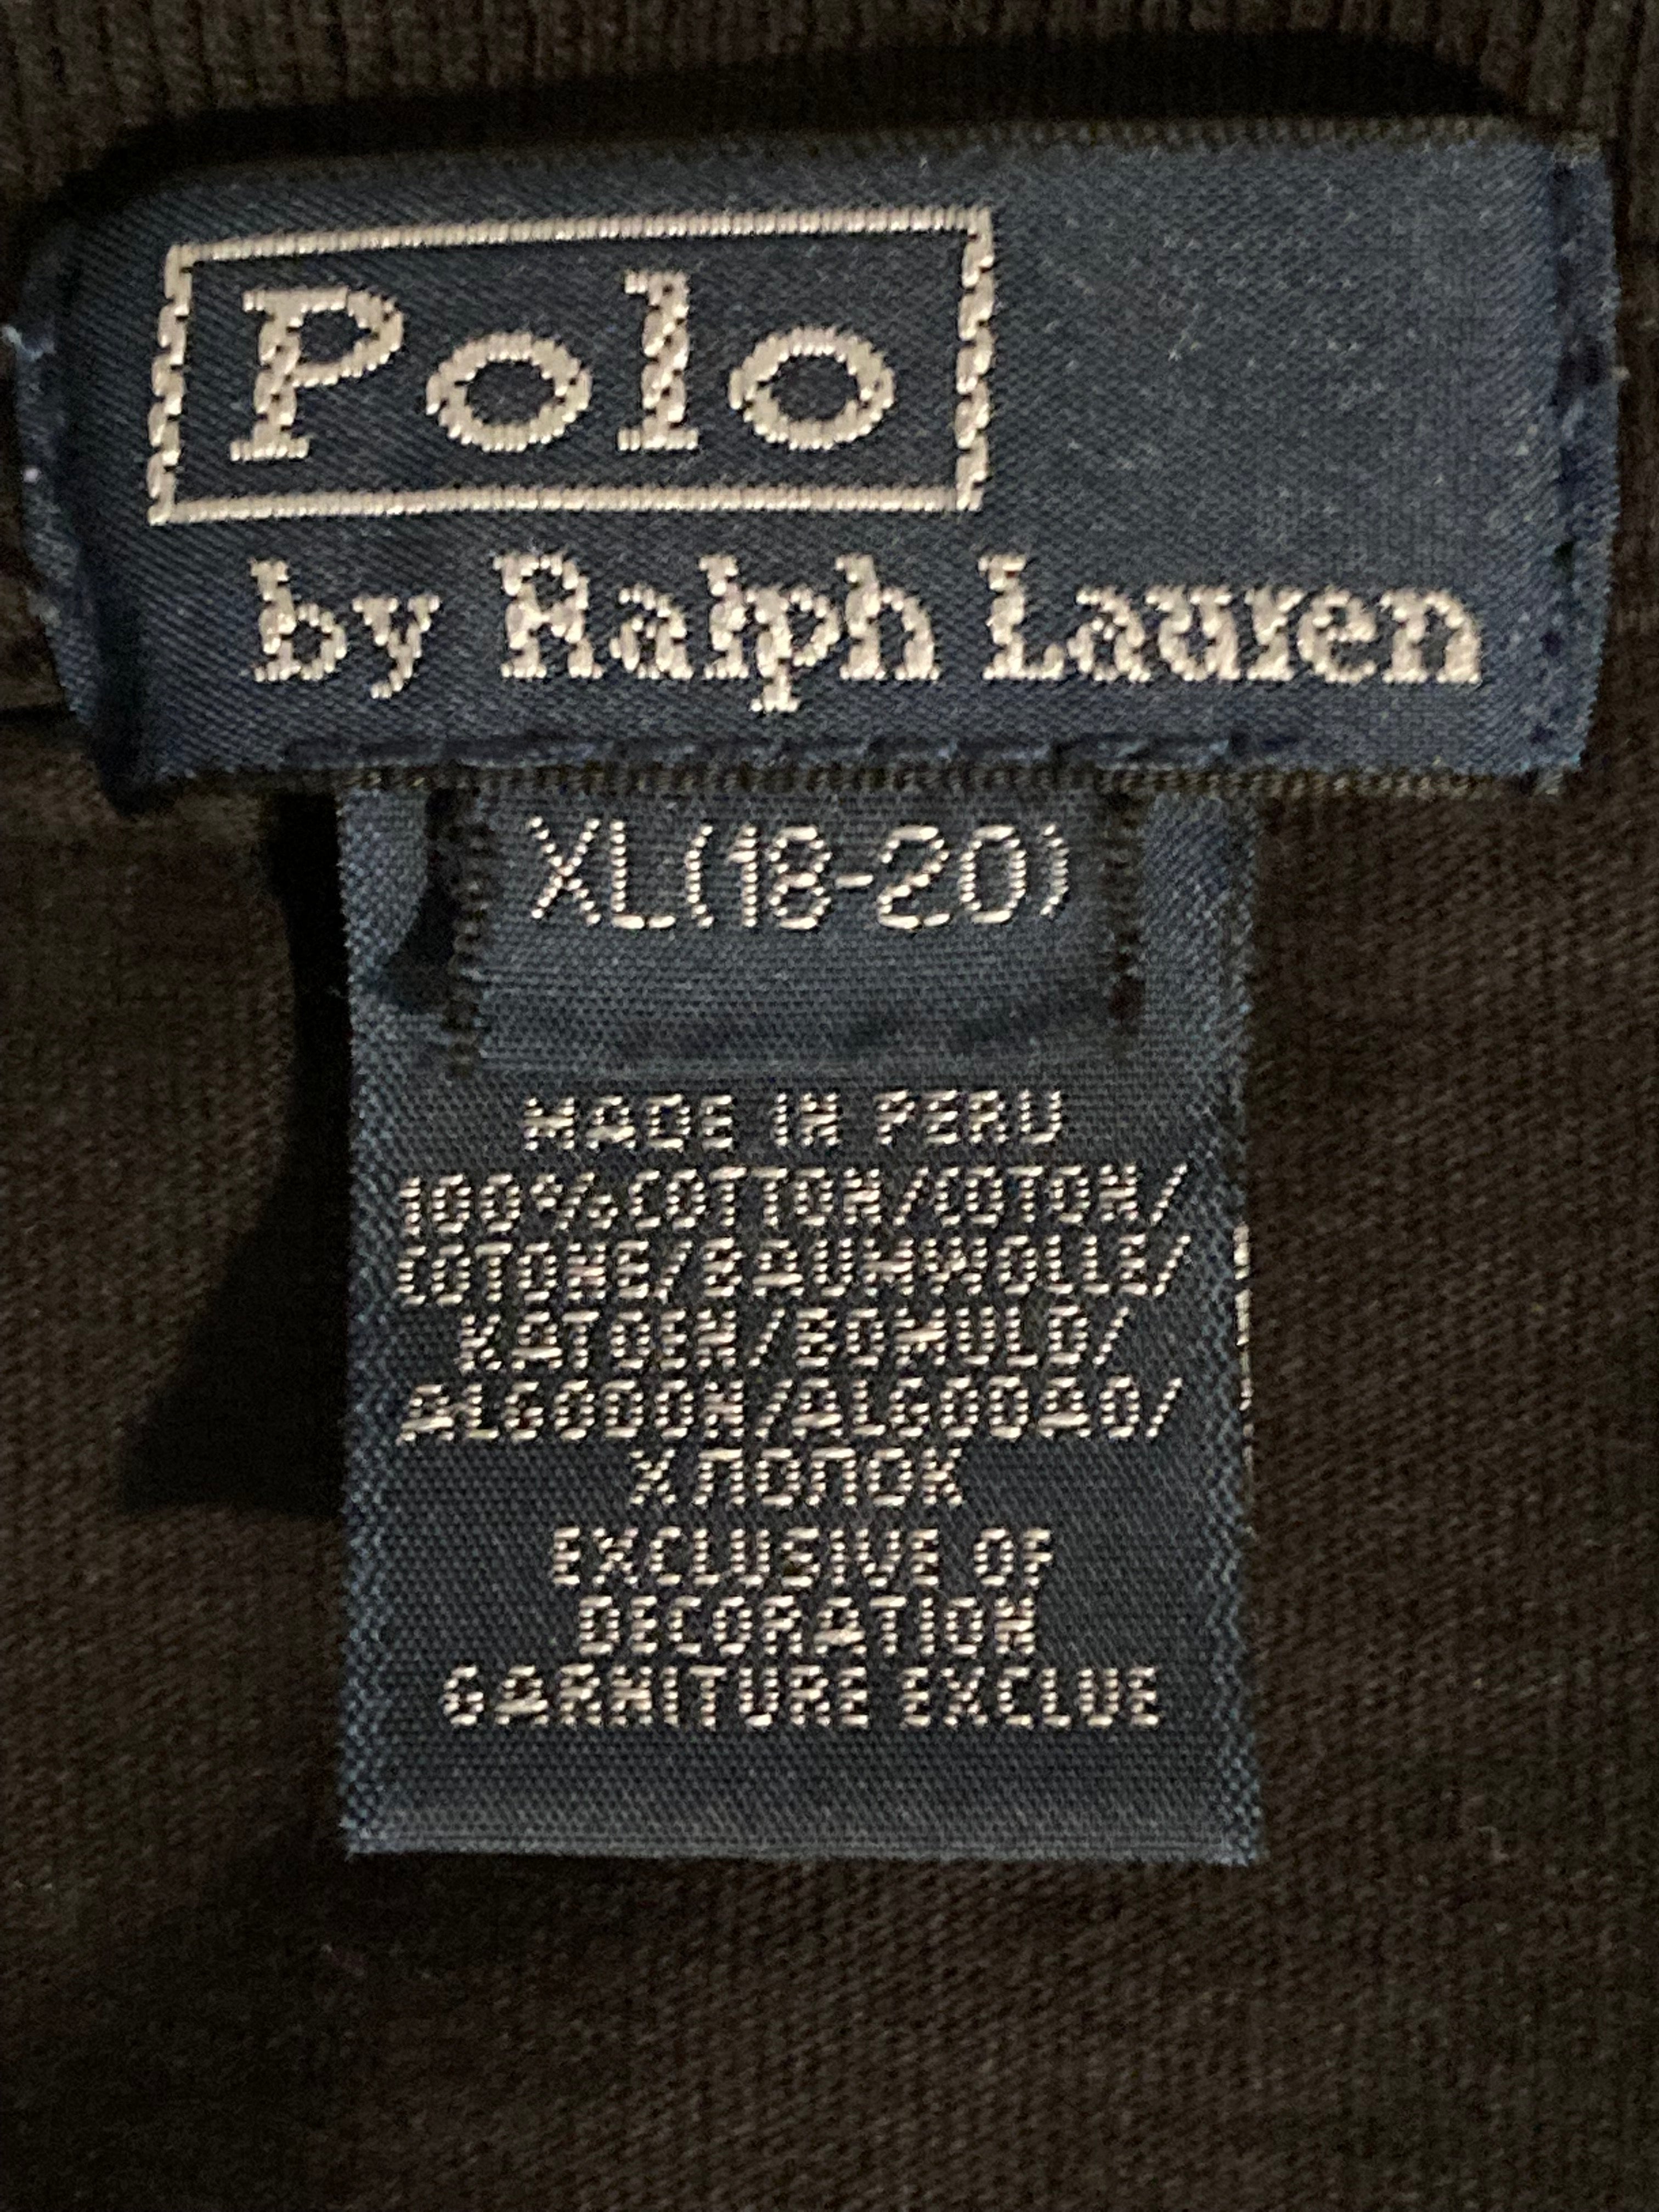 Polo
by Ralph Lauren
XL(18-20)
MADE IN PERU
100%COTTON/COTON/
COTONE/BAUMWOLLE/
KATOEN/BOMULD/
ALGODON/ALGODAO/
ХЛОПОК
EXCLUSIVE OF
DECORATION
GARNITURE EXCLUE